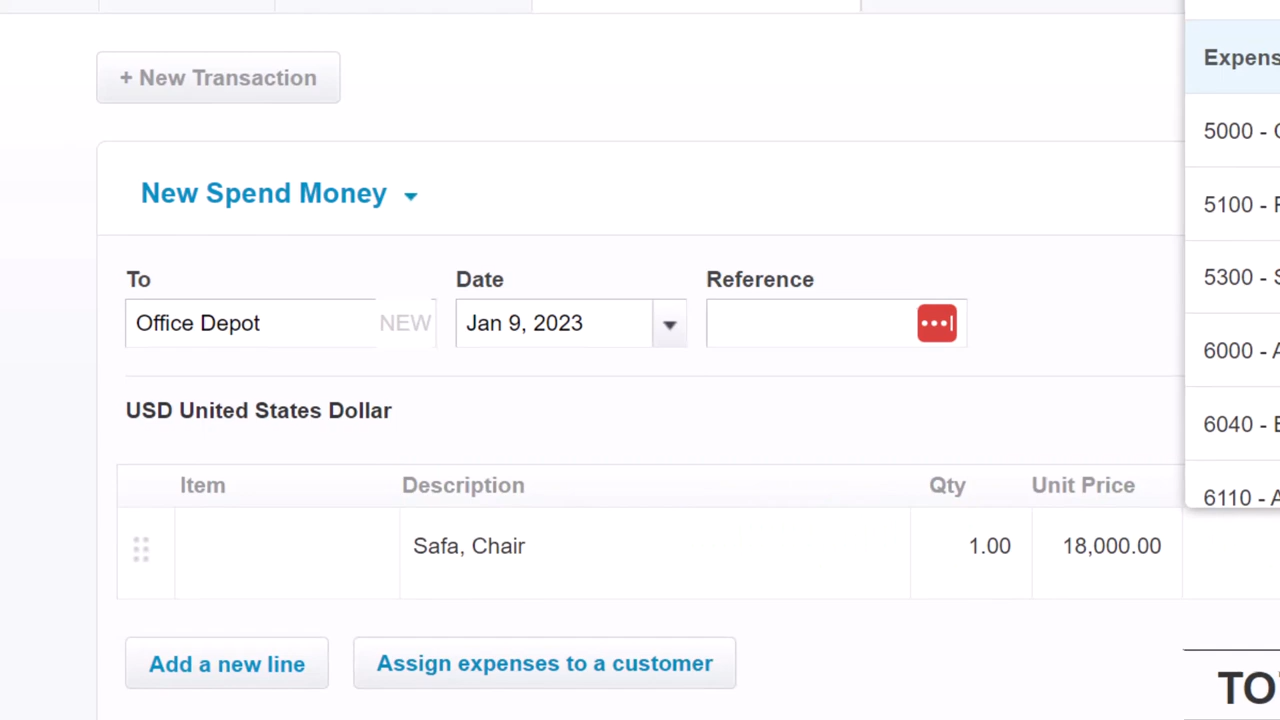 + New Transaction
New Spend Money
To Date Reference
Office Depot NEW Jan 9, 2023
USD United States Dollar
Item Description Qty Unit Price
Safa, Chair 1.00 18,000.00
Add a new line Assign expenses to a customer
Expens
5000 -
5100 -
5300 -
6000 -
6040 -
6110 -
TO